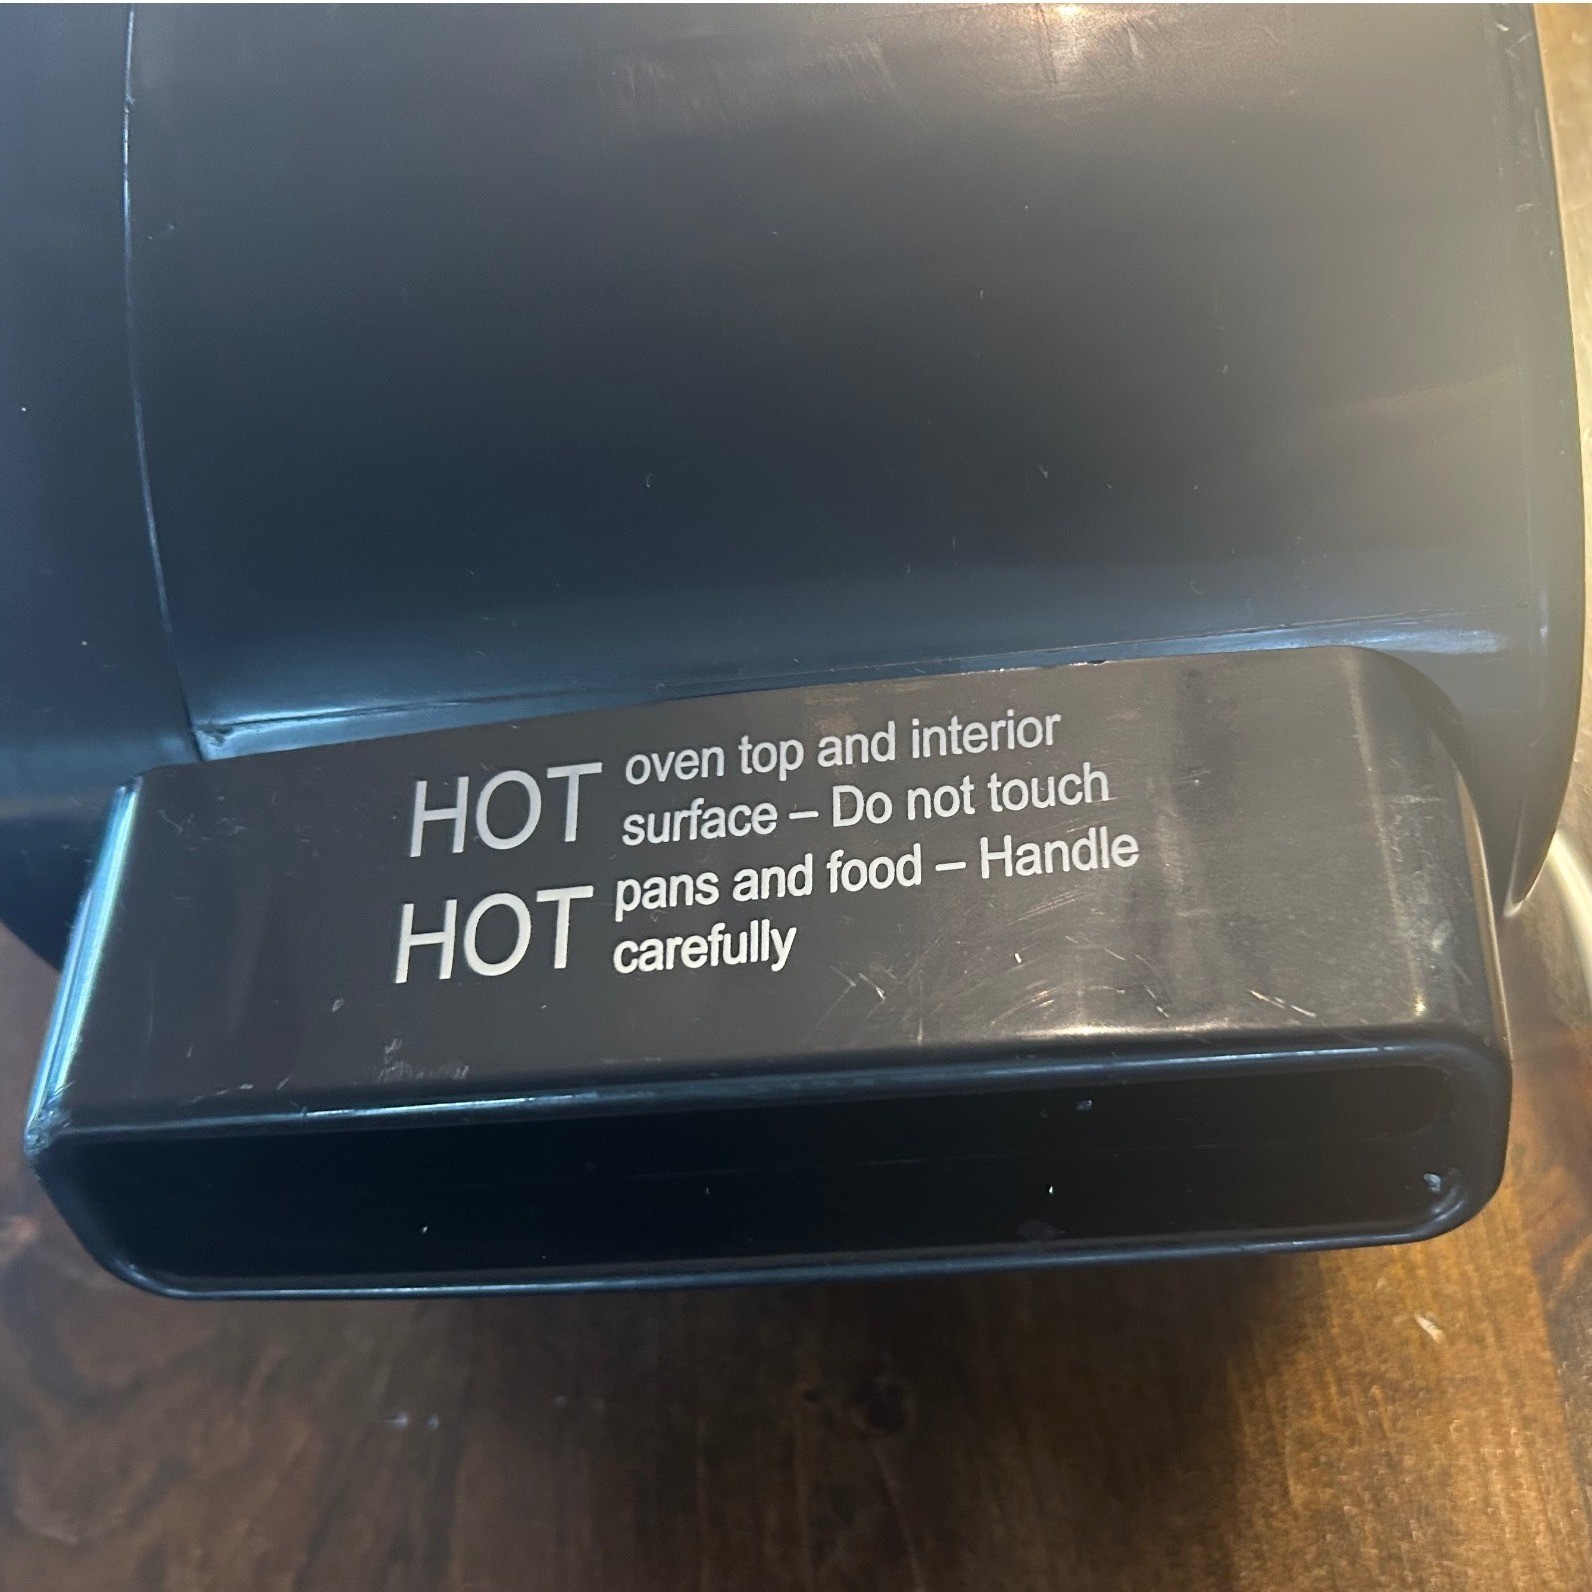 HOT oven top and interior
surface – Do not touch
HOT pans and food – Handle
carefully